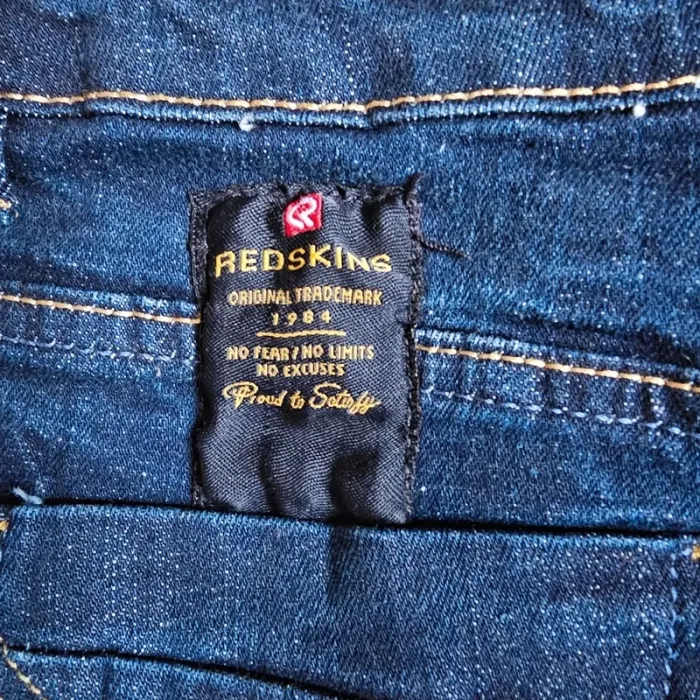 REDSKINS
ORIGINAL TRADEMARK
1984
NO FEAR / NO LIMITS
NO EXCUSES
Proud to Satisfy